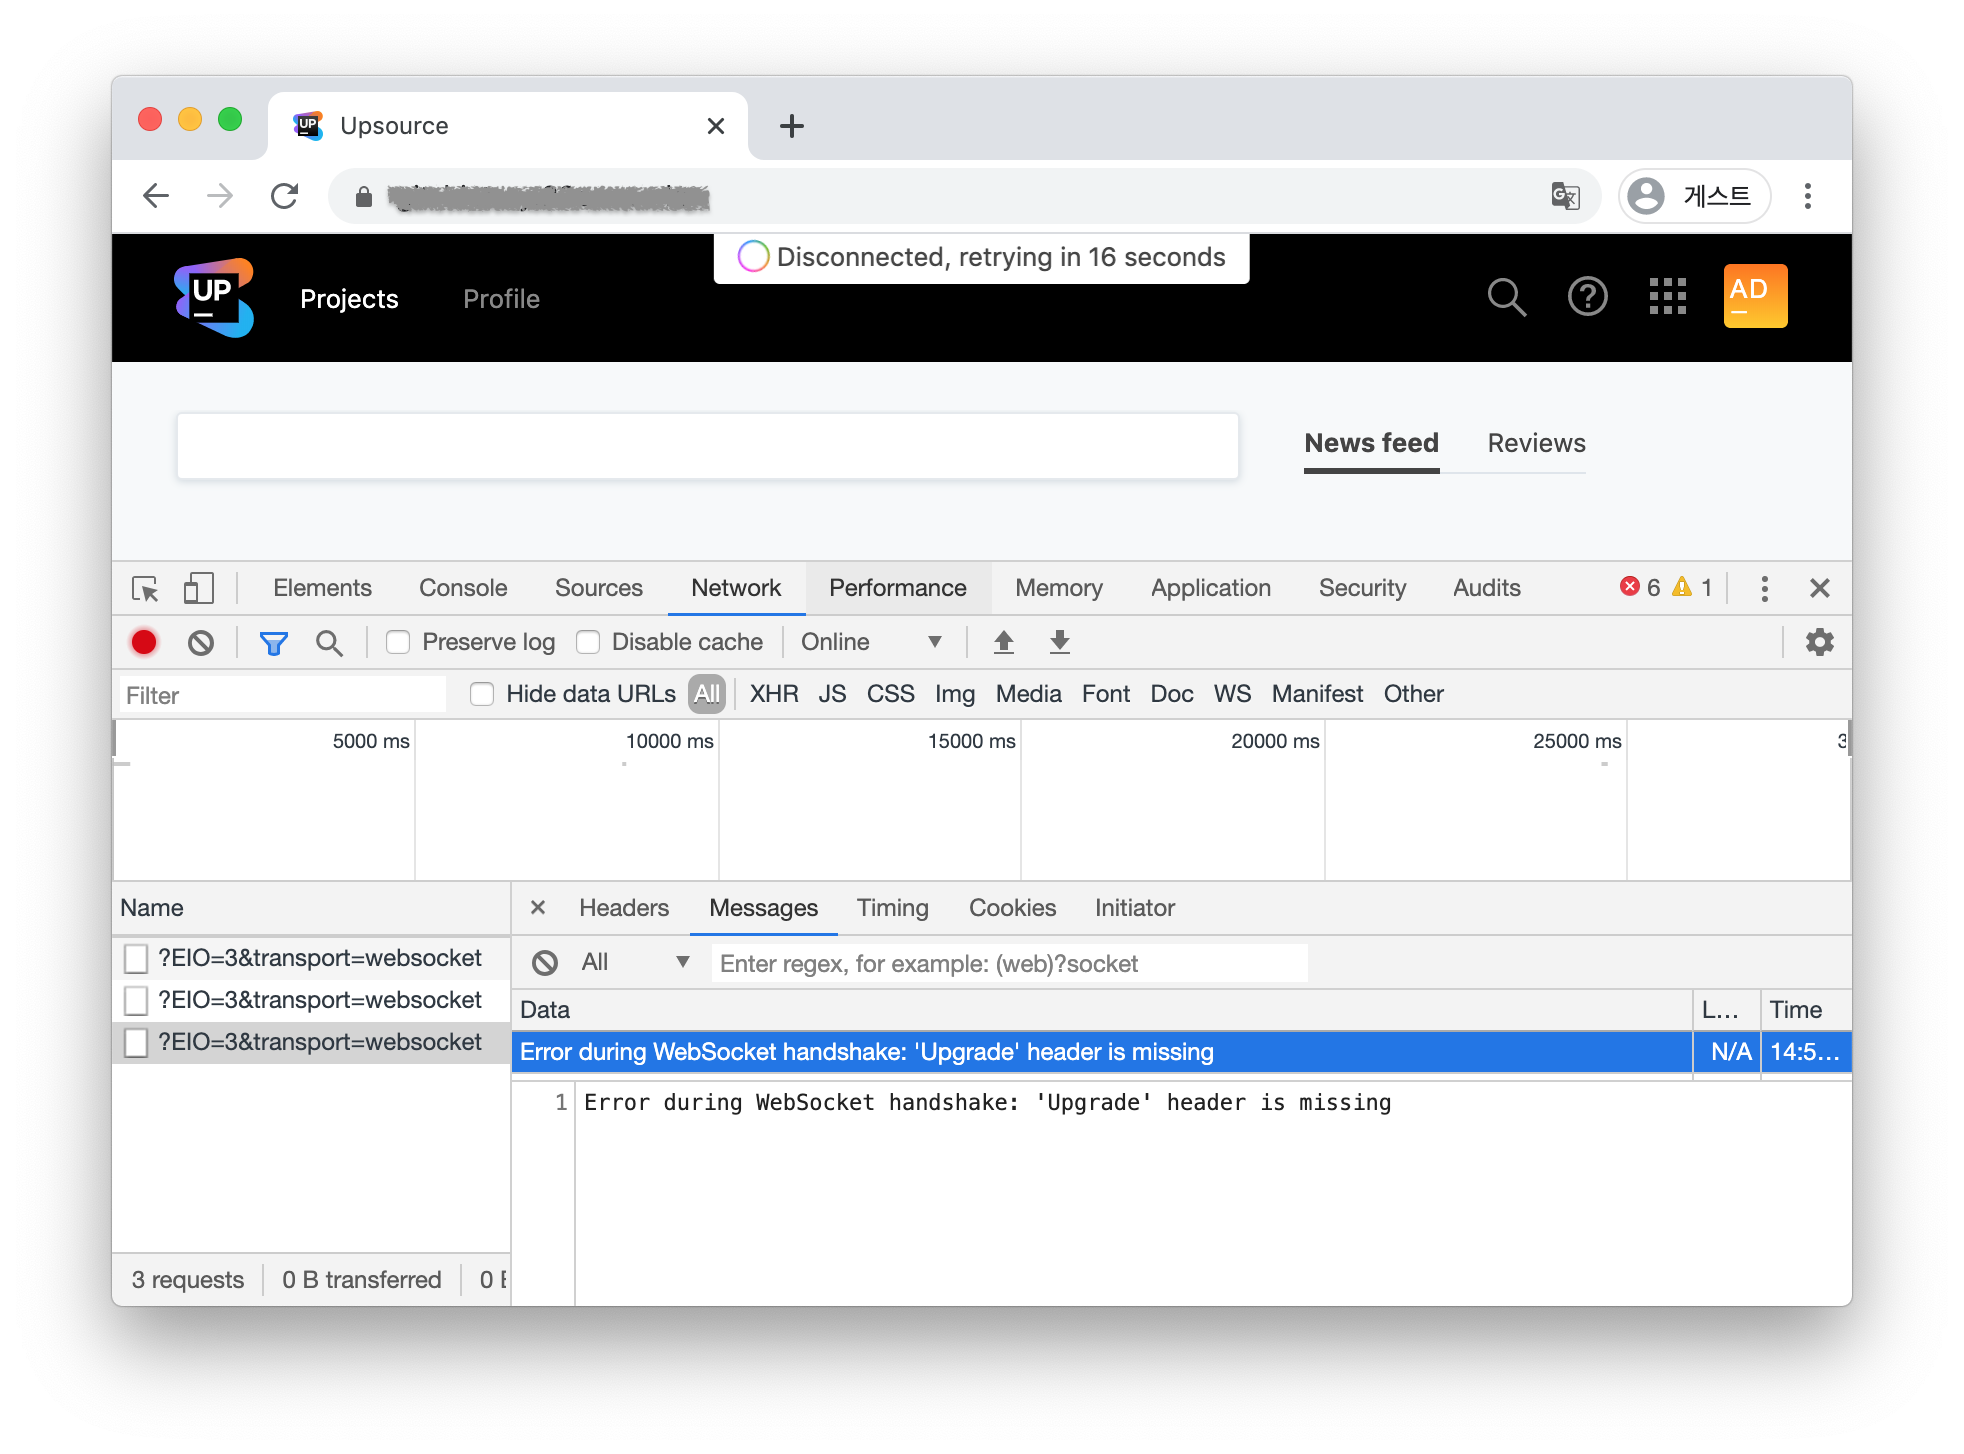 UP
Upsource
게스트
Disconnected, retrying in 16 seconds
UP
Projects
Profile
AD
News feed
Reviews
Elements
Console
Sources
Network
Performance
Memory
Application
Security
Audits
6
1
Preserve log
Disable cache
Online
Filter
Hide data URLs
All
XHR
JS
CSS
Img
Media
Font
Doc
WS
Manifest
Other
5000 ms
10000 ms
15000 ms
20000 ms
25000 ms
3
Name
Headers
Messages
Timing
Cookies
Initiator
?EIO=3&transport=websocket
?EIO=3&transport=websocket
?EIO=3&transport=websocket
All
Enter regex, for example: (web)?socket
Data
L...
Time
Error during WebSocket handshake: 'Upgrade' header is missing
N/A
14:5...
1 Error during WebSocket handshake: 'Upgrade' header is missing
3 requests
0 B transferred
0